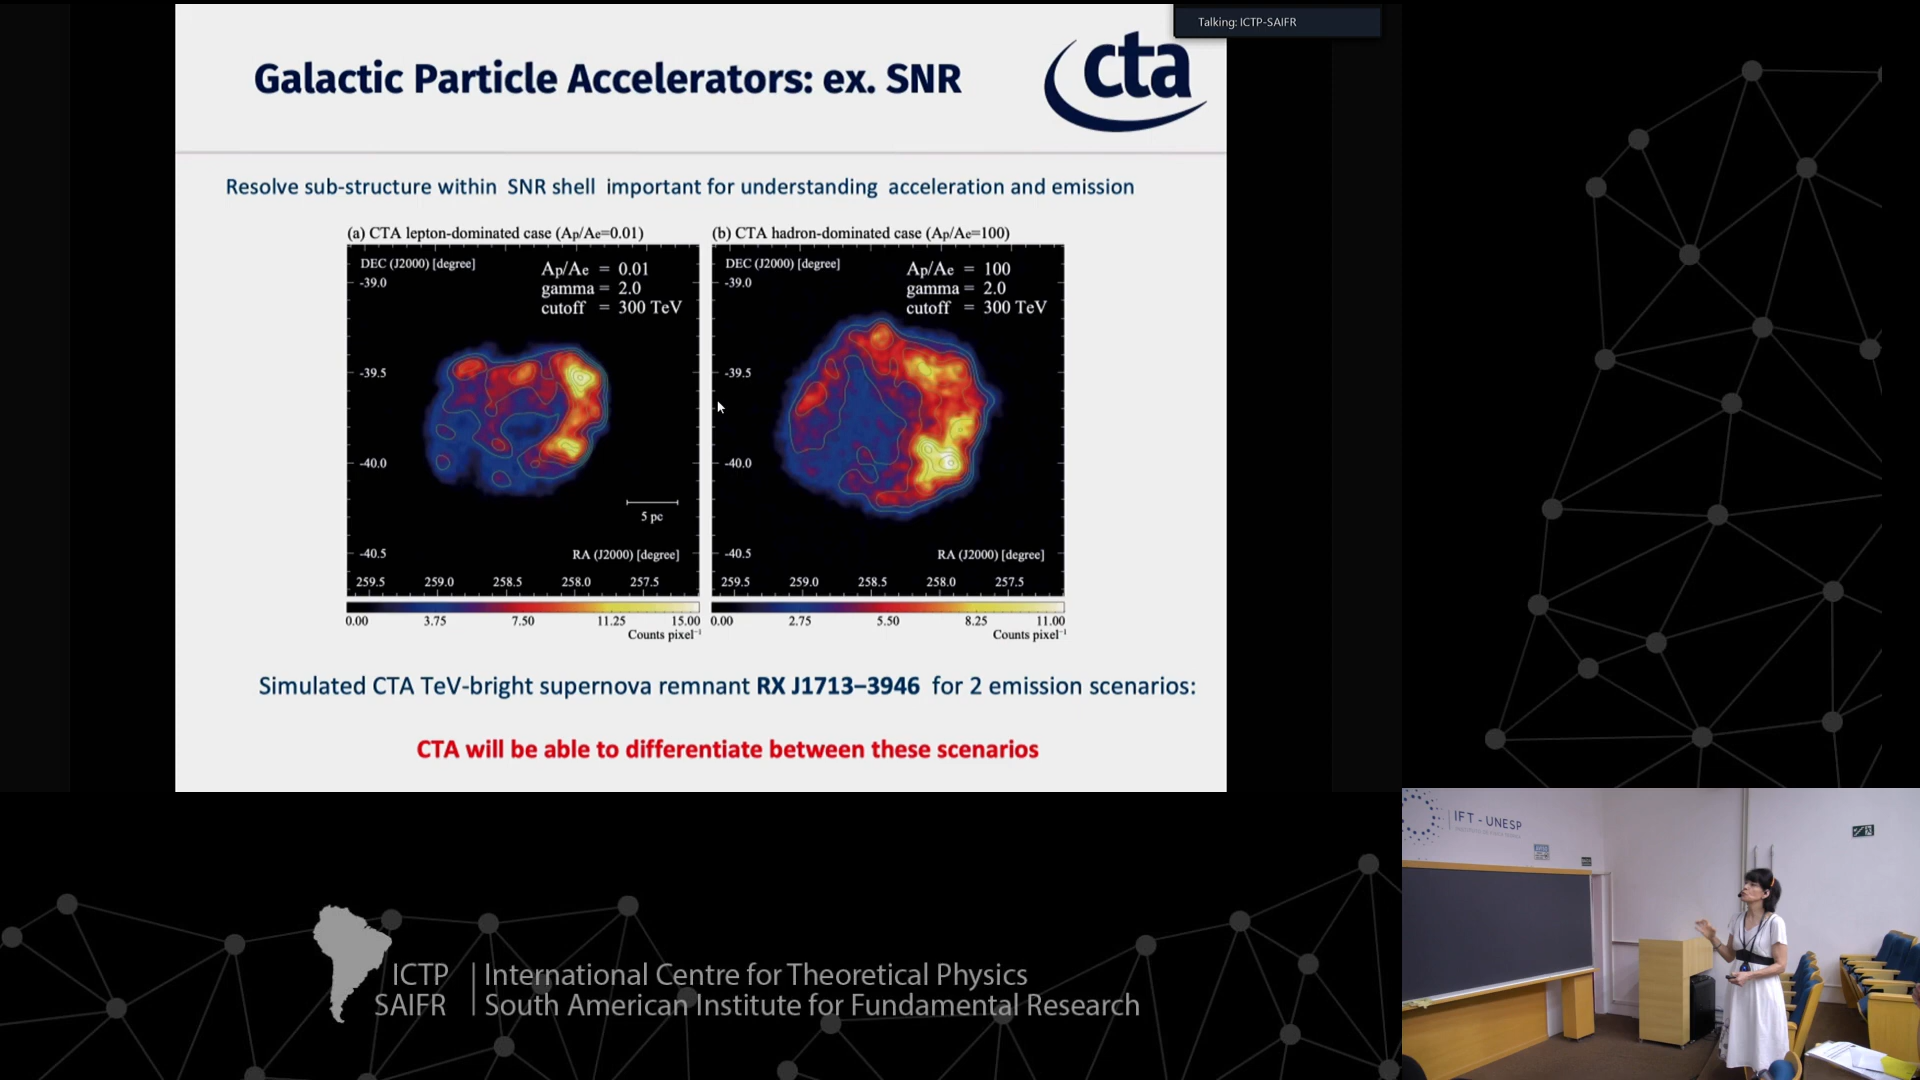 Talking: ICTP-SAIFR
Galactic Particle Accelerators: ex. SNR
cta
Resolve sub-structure within SNR shell important for understanding acceleration and emission
(a) CTA lepton-dominated case (Ap/Ae=0.01)
DEC (J2000) [degree]
Ap/Ae = 0.01
gamma = 2.0
cutoff = 300 TeV
-39.0
-39.5
-40.0
-40.5
5 pc
RA (J2000) [degree]
259.5 259.0 258.5 258.0 257.5
0.00 3.75 7.50 11.25 15.00
Counts pixel⁻¹
(b) CTA hadron-dominated case (Ap/Ae=100)
DEC (J2000) [degree]
Ap/Ae = 100
gamma = 2.0
cutoff = 300 TeV
-39.0
-39.5
-40.0
-40.5
RA (J2000) [degree]
259.5 259.0 258.5 258.0 257.5
0.00 2.75 5.50 8.25 11.00
Counts pixel⁻¹
Simulated CTA TeV-bright supernova remnant RX J1713–3946 for 2 emission scenarios:
CTA will be able to differentiate between these scenarios
IFT - UNESP
ICTP | International Centre for Theoretical Physics
SAIFR | South American Institute for Fundamental Research